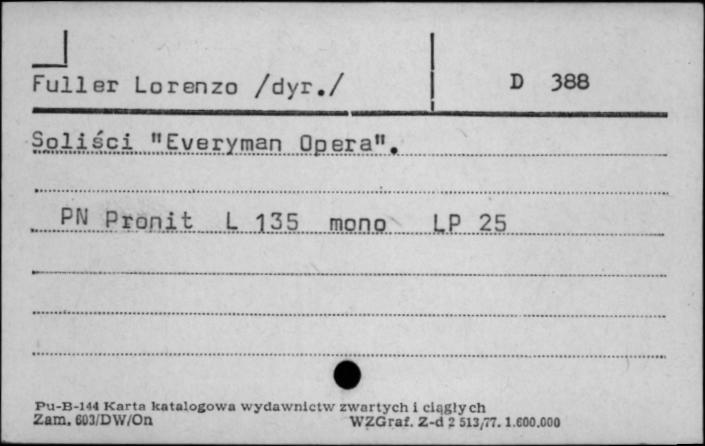 Fuller Lorenzo /dyr./ D 388
Soliści "Everyman Opera".
PN Pronit L 135 mono LP 25
Pu-B-144 Karta katalogowa wydawnictw zwartych i ciągłych
Zam. 603/DW/On WZGraf. Z-d 2 513/77. 1.600.000